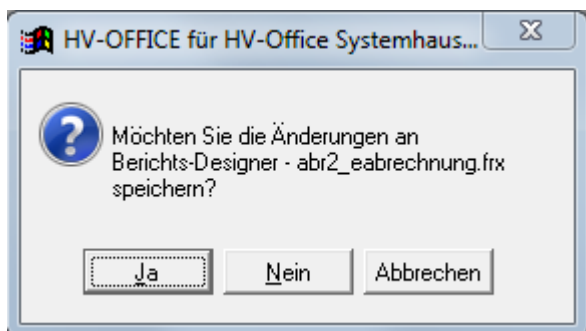 HV-OFFICE für HV-Office Systemhaus...
Möchten Sie die Änderungen an
Berichts-Designer - abr2_eabrechnung.frx
speichern?
Ja
Nein
Abbrechen